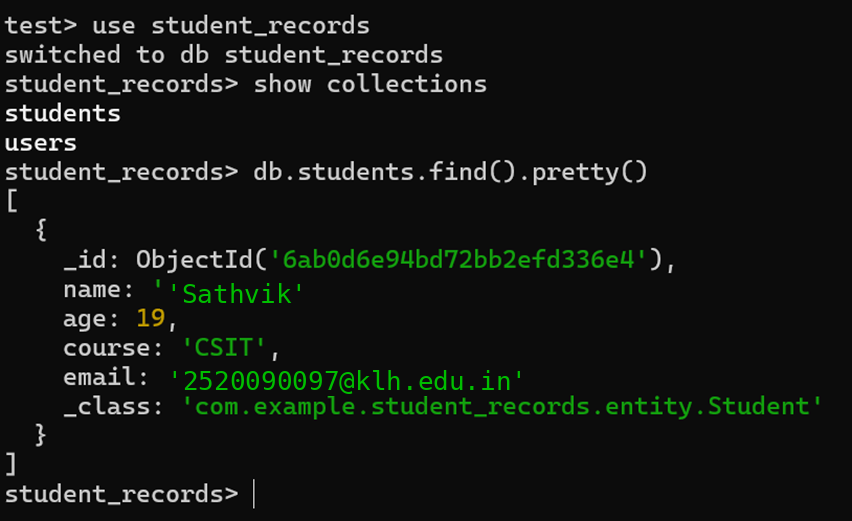 test> use student_records
switched to db student_records
student_records> show collections
students
users
student_records> db.students.find().pretty()
[
  {
    _id: ObjectId('6ab0d6e94bd72bb2efd336e4'),
    name: ''Sathvik'
    age: 19,
    course: 'CSIT',
    email: '2520090097@klh.edu.in'
    _class: 'com.example.student_records.entity.Student'
  }
]
student_records>